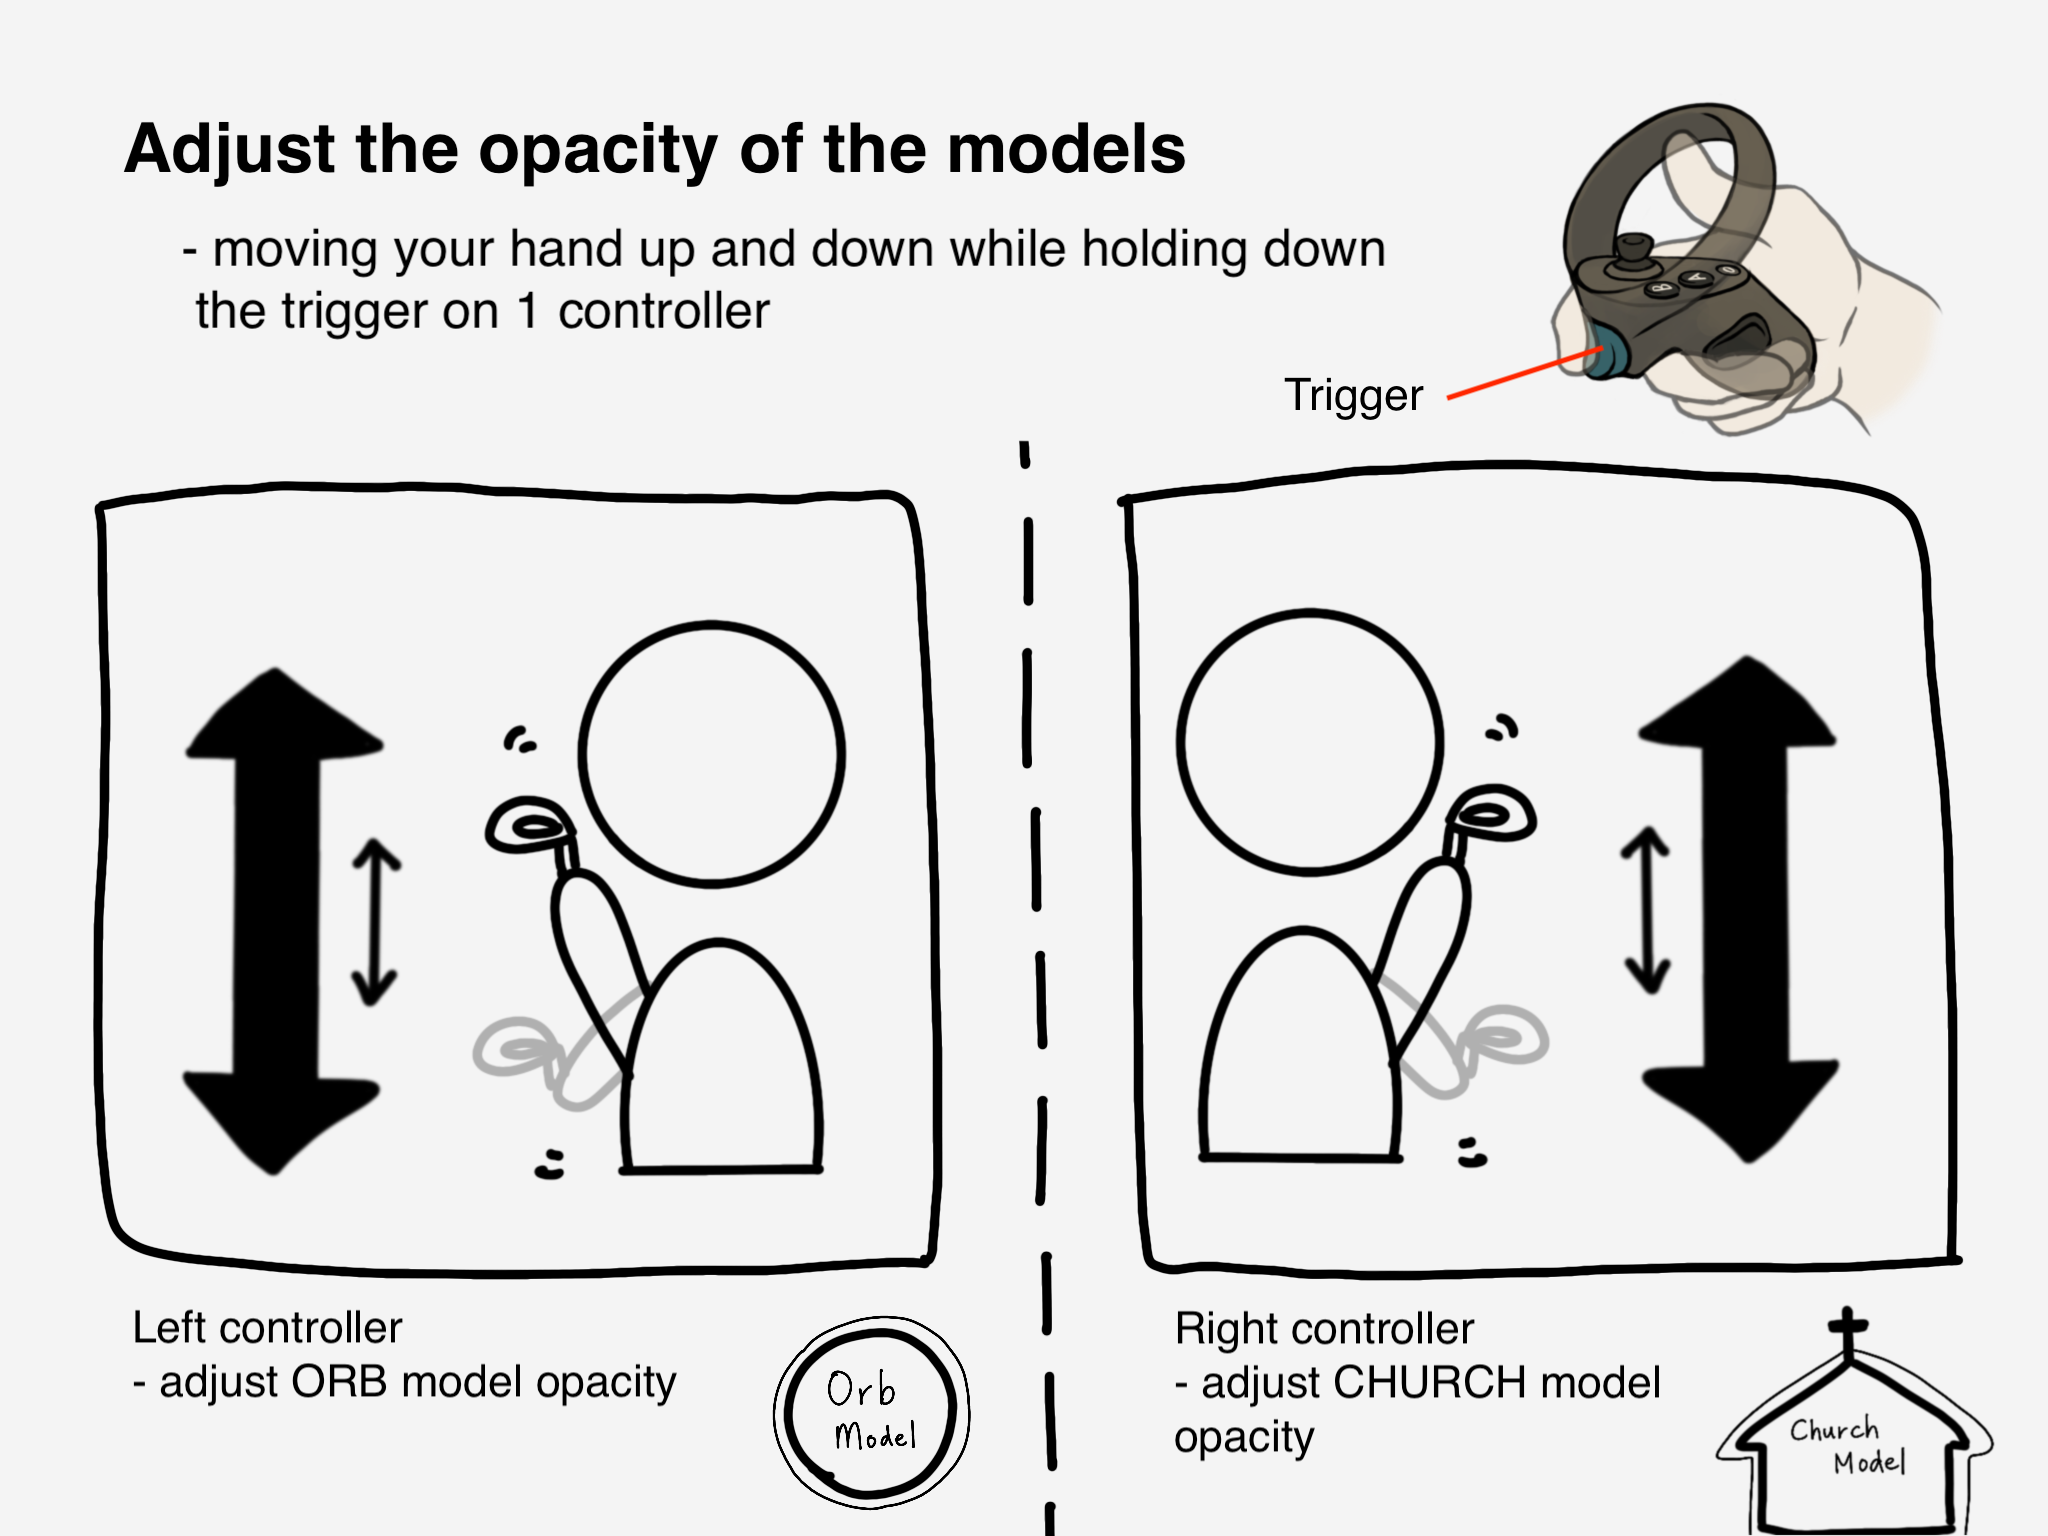 Adjust the opacity of the models
- moving your hand up and down while holding down
the trigger on 1 controller
B A
Trigger
Left controller
- adjust ORB model opacity
Orb
Model
Right controller
- adjust CHURCH model
opacity
Church
Model